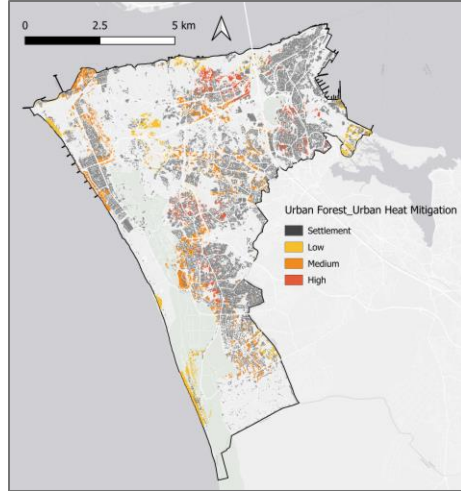 0 2.5 5 km
Urban Forest_Urban Heat Mitigation
Settlement
Low
Medium
High